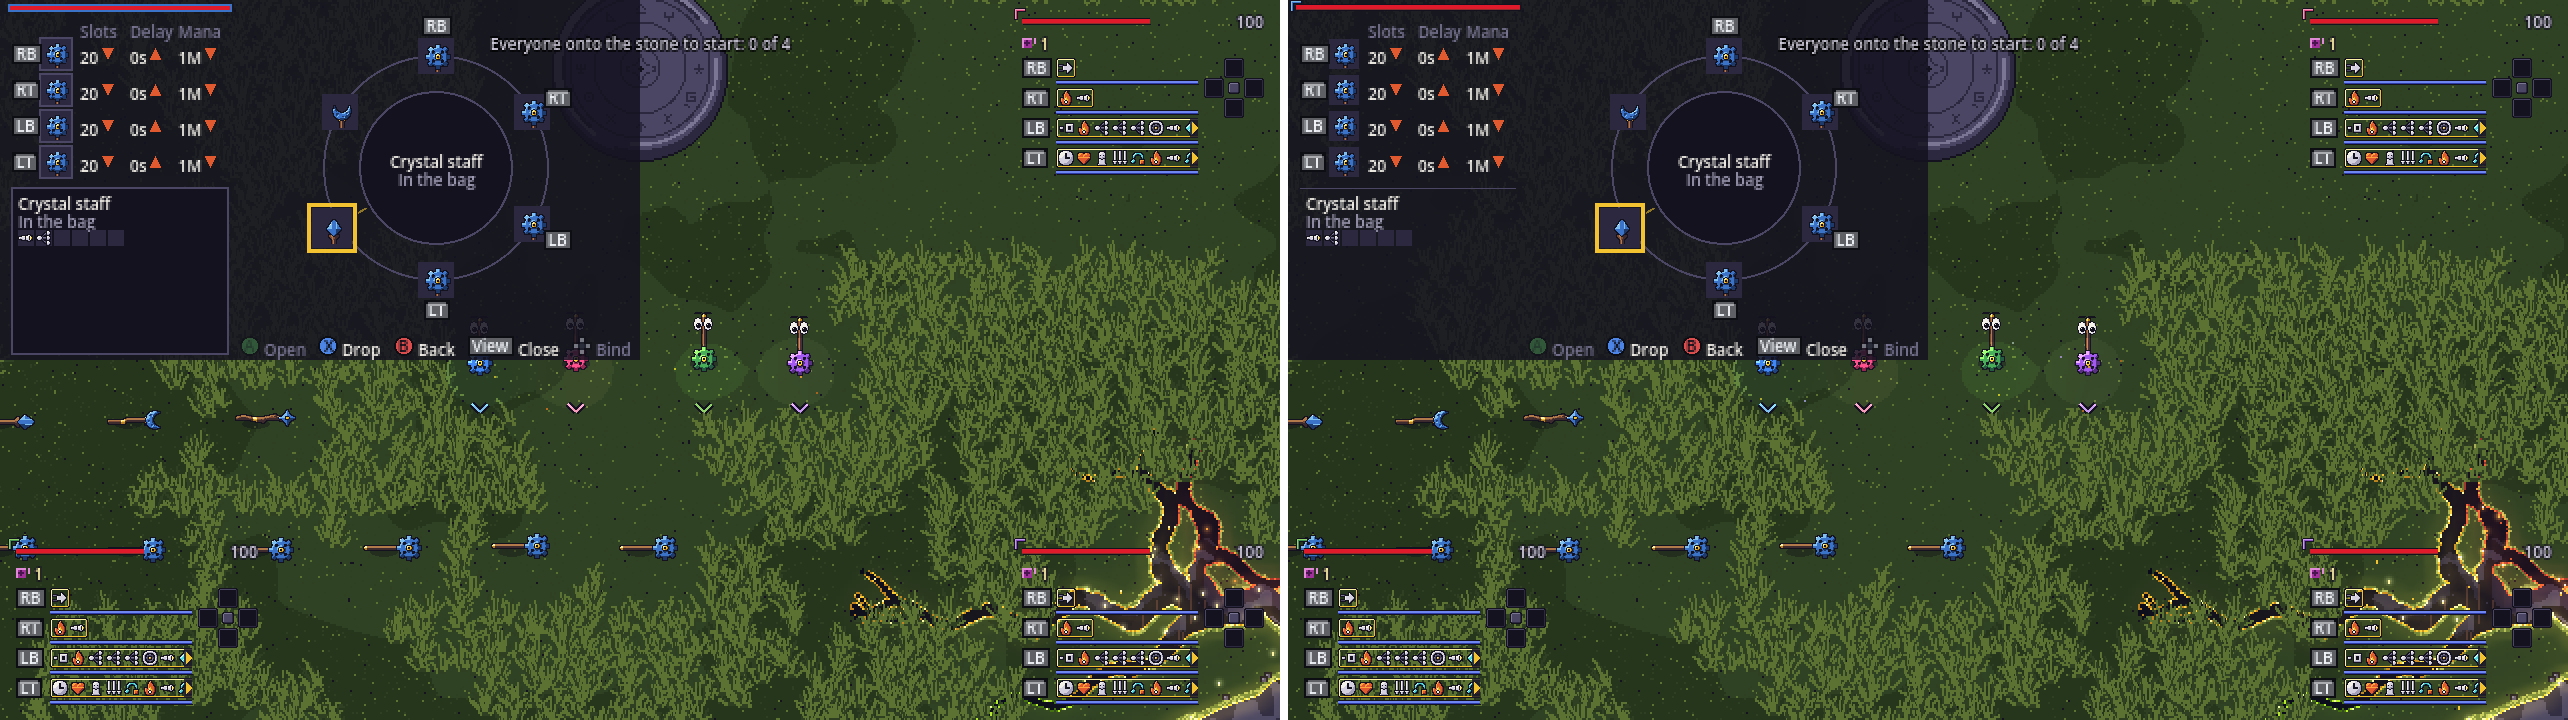 Slots Delay Mana
RB 20 0s 1M
RT 20 0s 1M
LB 20 0s 1M
LT 20 0s 1M
Crystal staff
In the bag
RB
RT
LB
LT
Crystal staff
In the bag
Everyone onto the stone to start: 0 of 4
A Open X Drop B Back View Close Bind
100
1
RB
RT
LB
LT
100
1
RB
RT
LB
LT
100
1
RB
RT
LB
LT
Slots Delay Mana
RB 20 0s 1M
RT 20 0s 1M
LB 20 0s 1M
LT 20 0s 1M
Crystal staff
In the bag
RB
RT
LB
LT
Crystal staff
In the bag
Everyone onto the stone to start: 0 of 4
A Open X Drop B Back View Close Bind
100
1
RB
RT
LB
LT
100
1
RB
RT
LB
LT
100
1
RB
RT
LB
LT